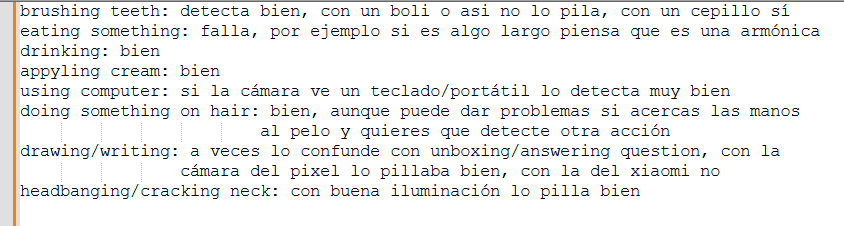 brushing teeth: detecta bien, con un boli o asi no lo pila, con un cepillo sí
eating something: falla, por ejemplo si es algo largo piensa que es una armónica
drinking: bien
appyling cream: bien
using computer: si la cámara ve un teclado/portátil lo detecta muy bien
doing something on hair: bien, aunque puede dar problemas si acercas las manos
al pelo y quieres que detecte otra acción
drawing/writing: a veces lo confunde con unboxing/answering question, con la
cámara del pixel lo pillaba bien, con la del xiaomi no
headbanging/cracking neck: con buena iluminación lo pilla bien